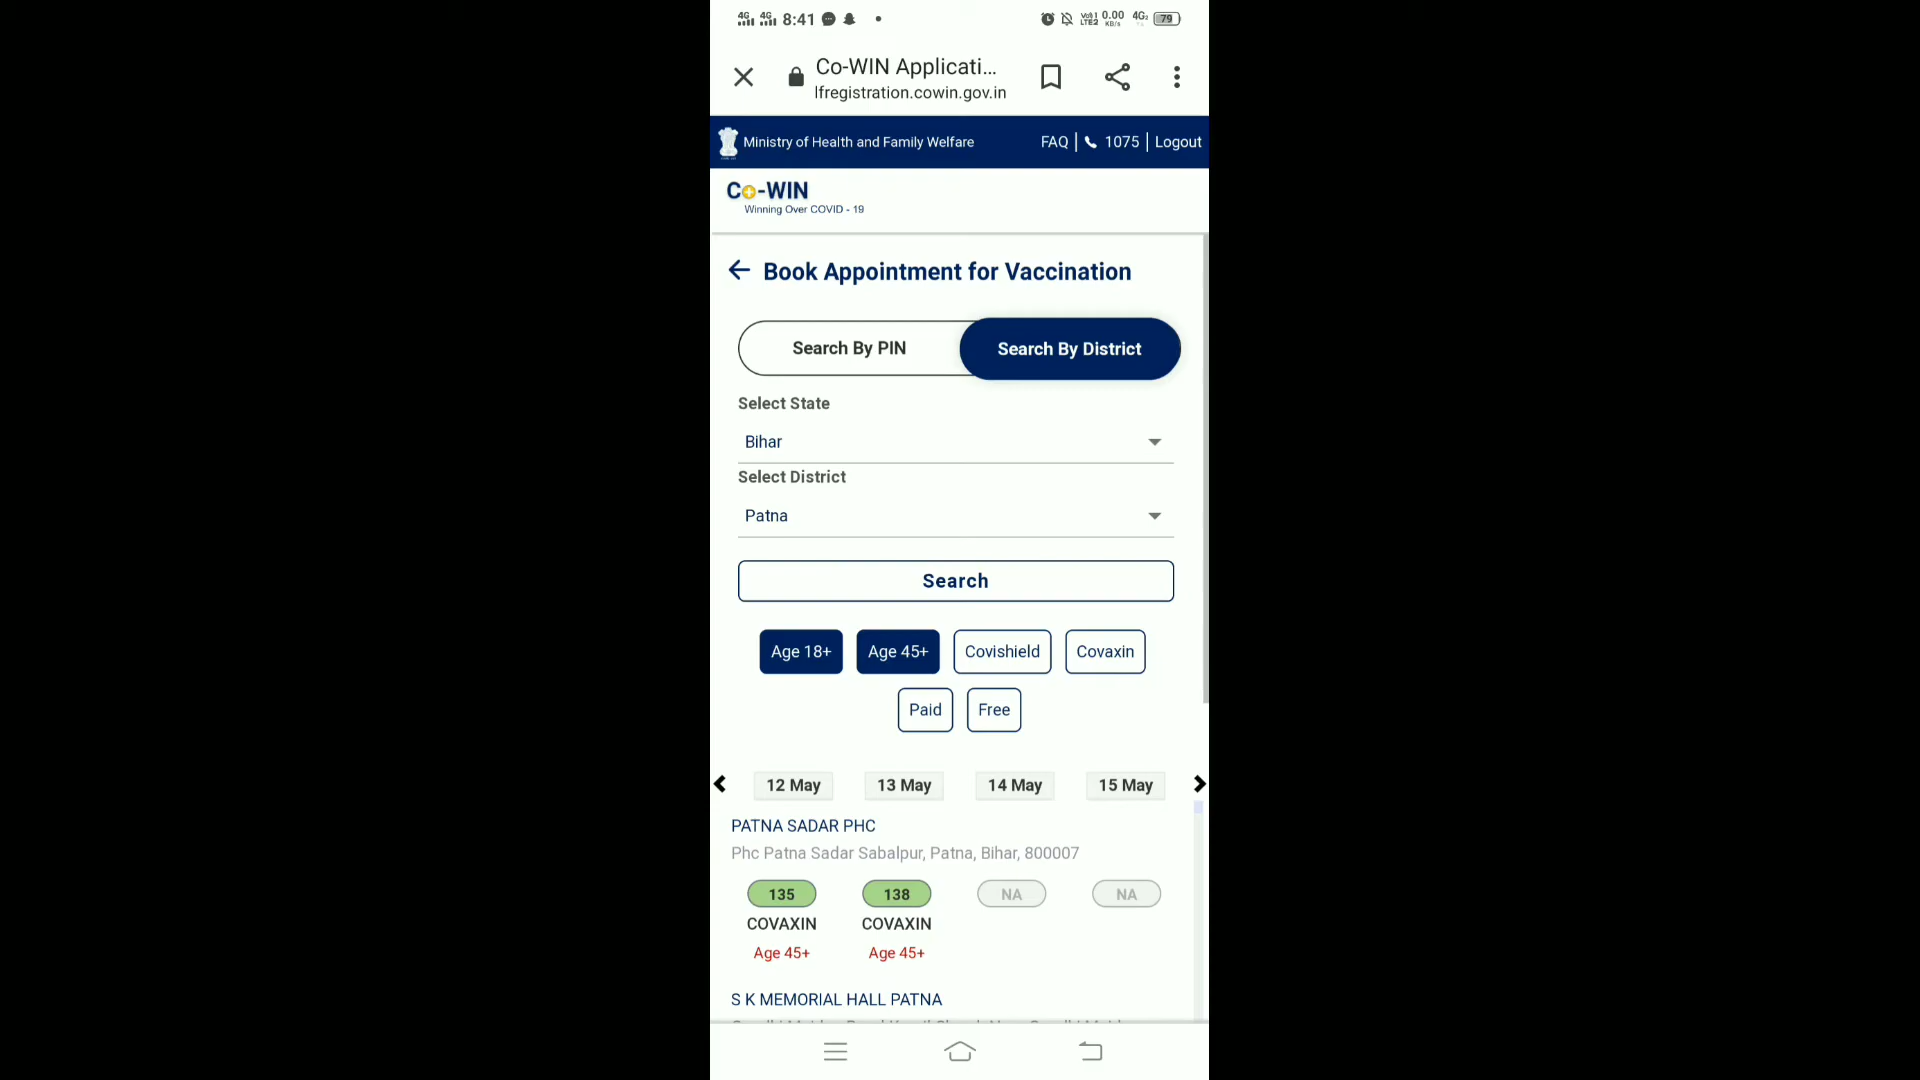 8:41
0.00
KB/s
79
Co-WIN Applicati...
lfregistration.cowin.gov.in
Ministry of Health and Family Welfare
FAQ | 1075 | Logout
Co-WIN
Winning Over COVID - 19
Book Appointment for Vaccination
Search By PIN
Search By District
Select State
Bihar
Select District
Patna
Search
Age 18+ Age 45+ Covishield Covaxin
Paid Free
12 May 13 May 14 May 15 May
PATNA SADAR PHC
Phc Patna Sadar Sabalpur, Patna, Bihar, 800007
135 138 NA NA
COVAXIN COVAXIN
Age 45+ Age 45+
S K MEMORIAL HALL PATNA